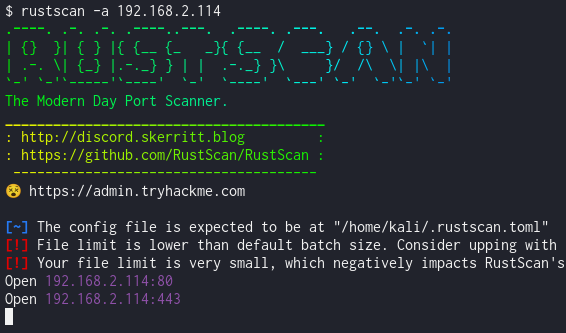 $ rustscan -a 192.168.2.114
.----. .-. .-. .----..---.  .----. .---.   .--.  .-. .-.
| {}  }| { } |{ {__ {_   _}{ {__  /  ___} / {} \ |  `| |
| .-. \| {_} |.-._} } | |  .-._} }\     }/  /\  \| |\  |
`-' `-'`-----'`----'  `-'  `----'  `---' `-'  `-'`-' `-'
The Modern Day Port Scanner.
________________________________________
: http://discord.skerritt.blog         :
: https://github.com/RustScan/RustScan :
 --------------------------------------
😵 https://admin.tryhackme.com
[~] The config file is expected to be at "/home/kali/.rustscan.toml"
[!] File limit is lower than default batch size. Consider upping with
[!] Your file limit is very small, which negatively impacts RustScan's
Open 192.168.2.114:80
Open 192.168.2.114:443